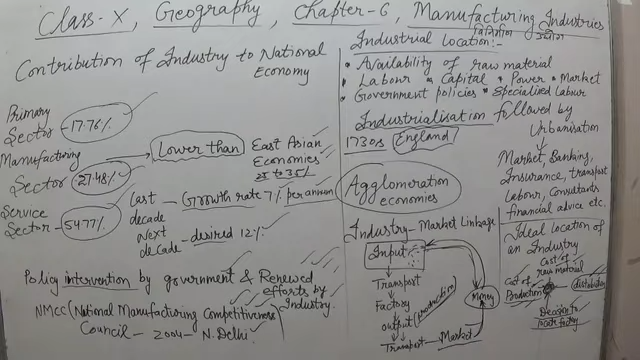 Class-X, Geography, Chapter-6, Manufacturing Industries
विनिर्माण उद्योग
Contribution of Industry to National
Economy
Primary
Sector - 17.76%
Manufacturing
Sector 27.48%
Service
Sector - 54.77%
Lower than
East Asian
Economies
25 to 35%
Last
decade
Growth rate 7% per annum
Next
decade - desired 12%
Policy intervention by government & Renewed
efforts by
Industry.
NMCC (National Manufacturing Competitiveness
Council - 2004 - N. Delhi
Industrial Location:-
• Availability of raw material
• Labour • Capital • Power • Market
• Government policies • Specialised Labour
Industrialisation followed by
Urbanisation
1730s England
Market, Banking,
Insurance, transport
Labour, Consultants
financial advice etc.
Agglomeration
economies
Industry - Market Linkage
Input
Transport
Factory
output (production)
Transport Market
Money
Ideal location of
an Industry
Cost of
raw material
Cost of
Production
distribution
Decision to
locate factory